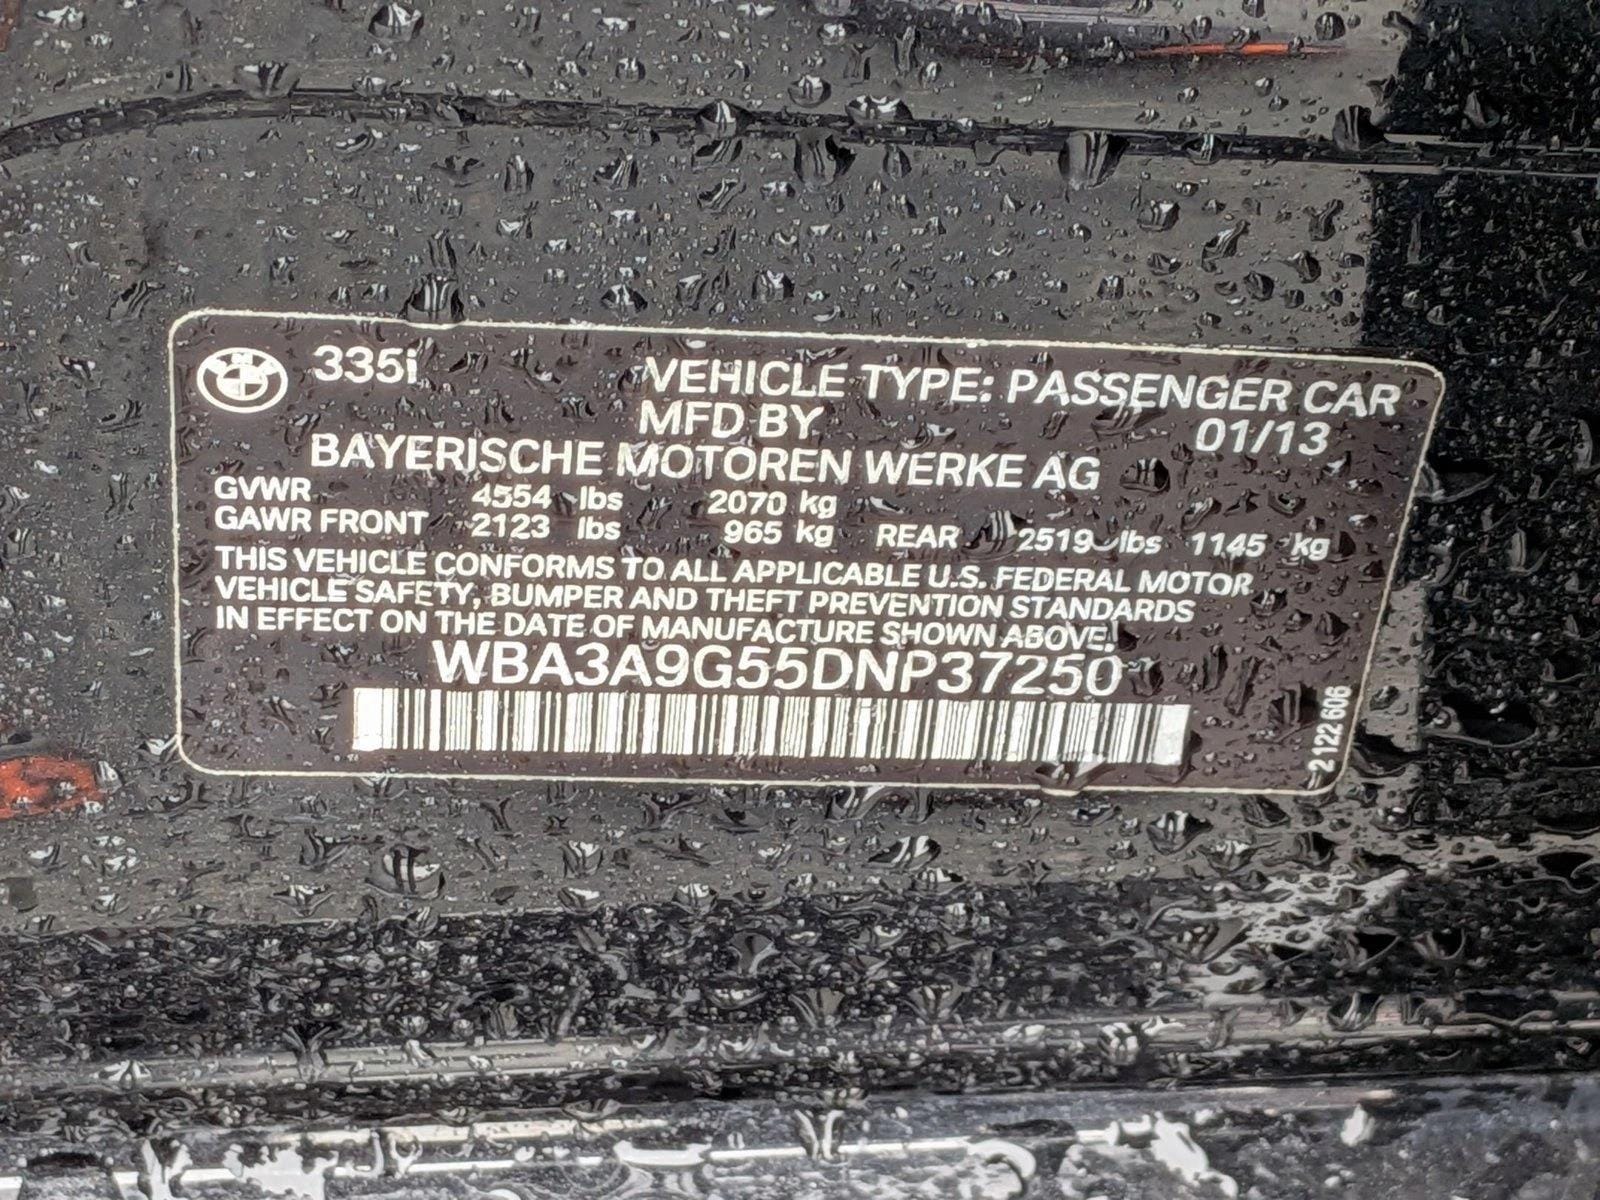 BMW 335i VEHICLE TYPE: PASSENGER CAR
MFD BY 01/13
BAYERISCHE MOTOREN WERKE AG
GVWR 4554 lbs 2070 kg
GAWR FRONT 2123 lbs 965 kg REAR 2519 lbs 1145 kg
THIS VEHICLE CONFORMS TO ALL APPLICABLE U.S. FEDERAL MOTOR
VEHICLE SAFETY, BUMPER AND THEFT PREVENTION STANDARDS
IN EFFECT ON THE DATE OF MANUFACTURE SHOWN ABOVE.
WBA3A9G55DNP37250
2 122 606